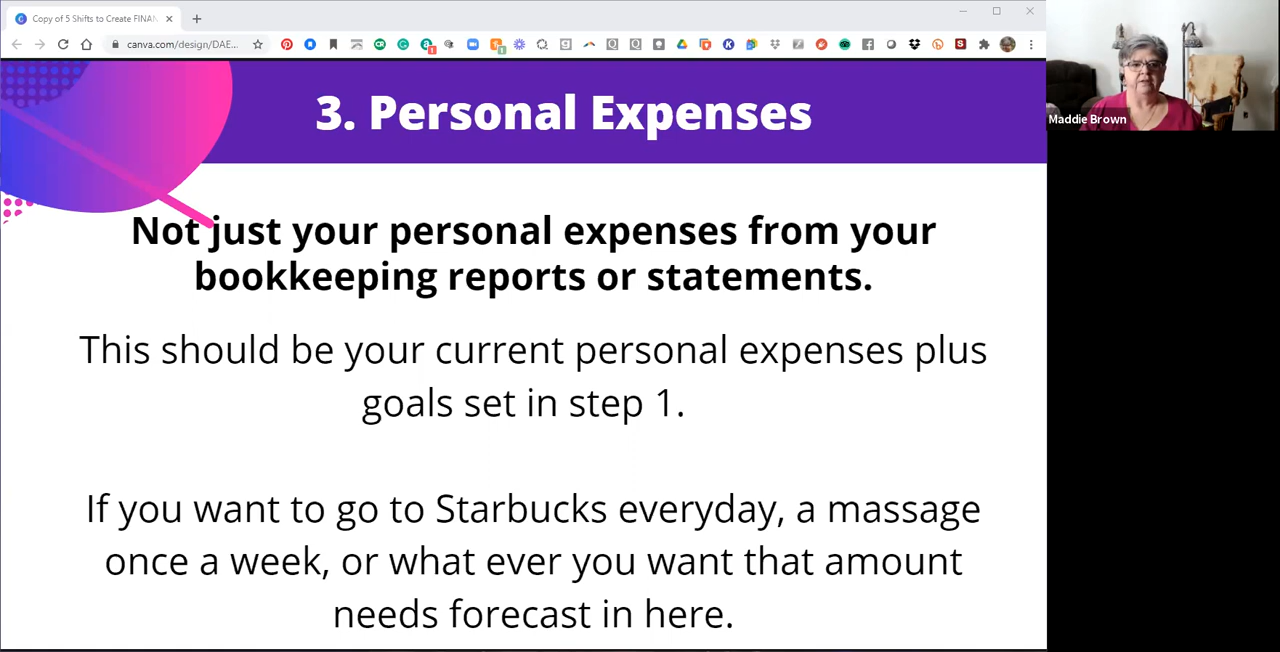 Copy of 5 Shifts to Create FINAN
canva.com/design/DAE...
3. Personal Expenses
Maddie Brown
Not just your personal expenses from your
bookkeeping reports or statements.
This should be your current personal expenses plus
goals set in step 1.
If you want to go to Starbucks everyday, a massage
once a week, or what ever you want that amount
needs forecast in here.